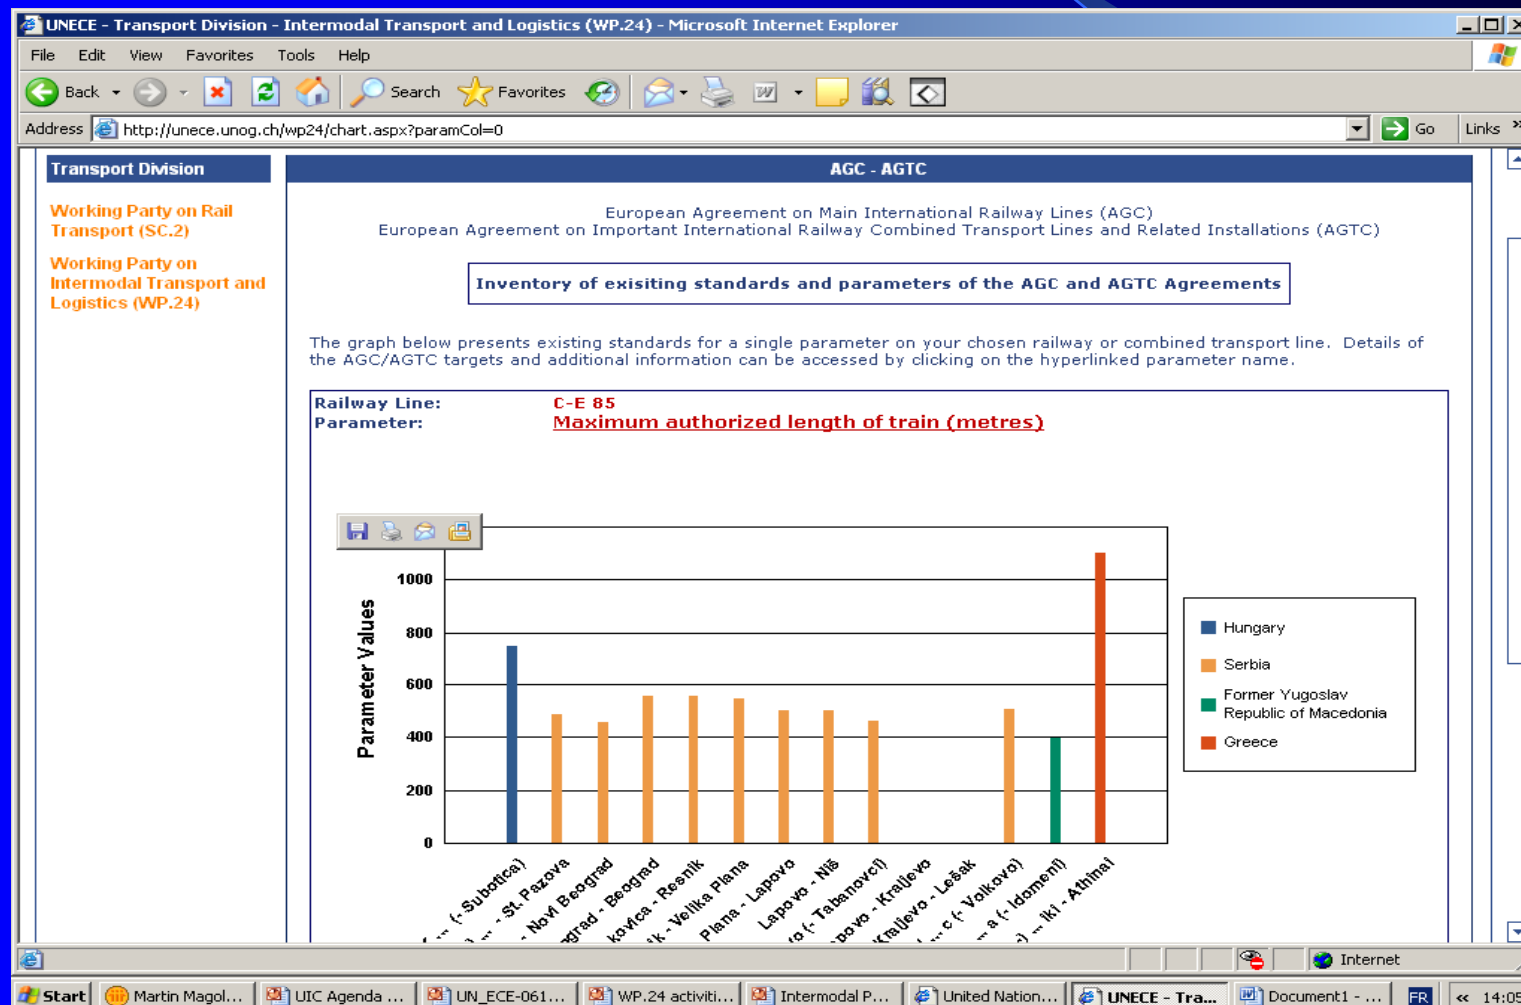 UNECE - Transport Division - Intermodal Transport and Logistics (WP.24) - Microsoft Internet Explorer
File Edit View Favorites Tools Help
Back Search Favorites
Address http://unece.unog.ch/wp24/chart.aspx?paramCol=0 Go Links »
Transport Division
Working Party on Rail
Transport (SC.2)
Working Party on
Intermodal Transport and
Logistics (WP.24)
AGC - AGTC
European Agreement on Main International Railway Lines (AGC)
European Agreement on Important International Railway Combined Transport Lines and Related Installations (AGTC)
Inventory of exisiting standards and parameters of the AGC and AGTC Agreements
The graph below presents existing standards for a single parameter on your chosen railway or combined transport line. Details of
the AGC/AGTC targets and additional information can be accessed by clicking on the hyperlinked parameter name.
Railway Line: C-E 85
Parameter: Maximum authorized length of train (metres)
Parameter Values
1000
800
600
400
200
0
... (- Subotica)
... - St. Pazova
- Novi Beograd
- Beograd
- Resnik
- Velika Plana
Plana - Lapovo
Lapovo - Niš
(- Tabanovci)
- Kraljevo
Kraljevo - Lešak
... c (- Volkovo)
... a (- Idomeni)
... iki - Athinai
Hungary
Serbia
Former Yugoslav
Republic of Macedonia
Greece
Internet
Start Martin Magol... UIC Agenda ... UN_ECE-061... WP.24 activiti... Intermodal P... United Nation... UNECE - Tra... Document1 - ... FR « 14:05